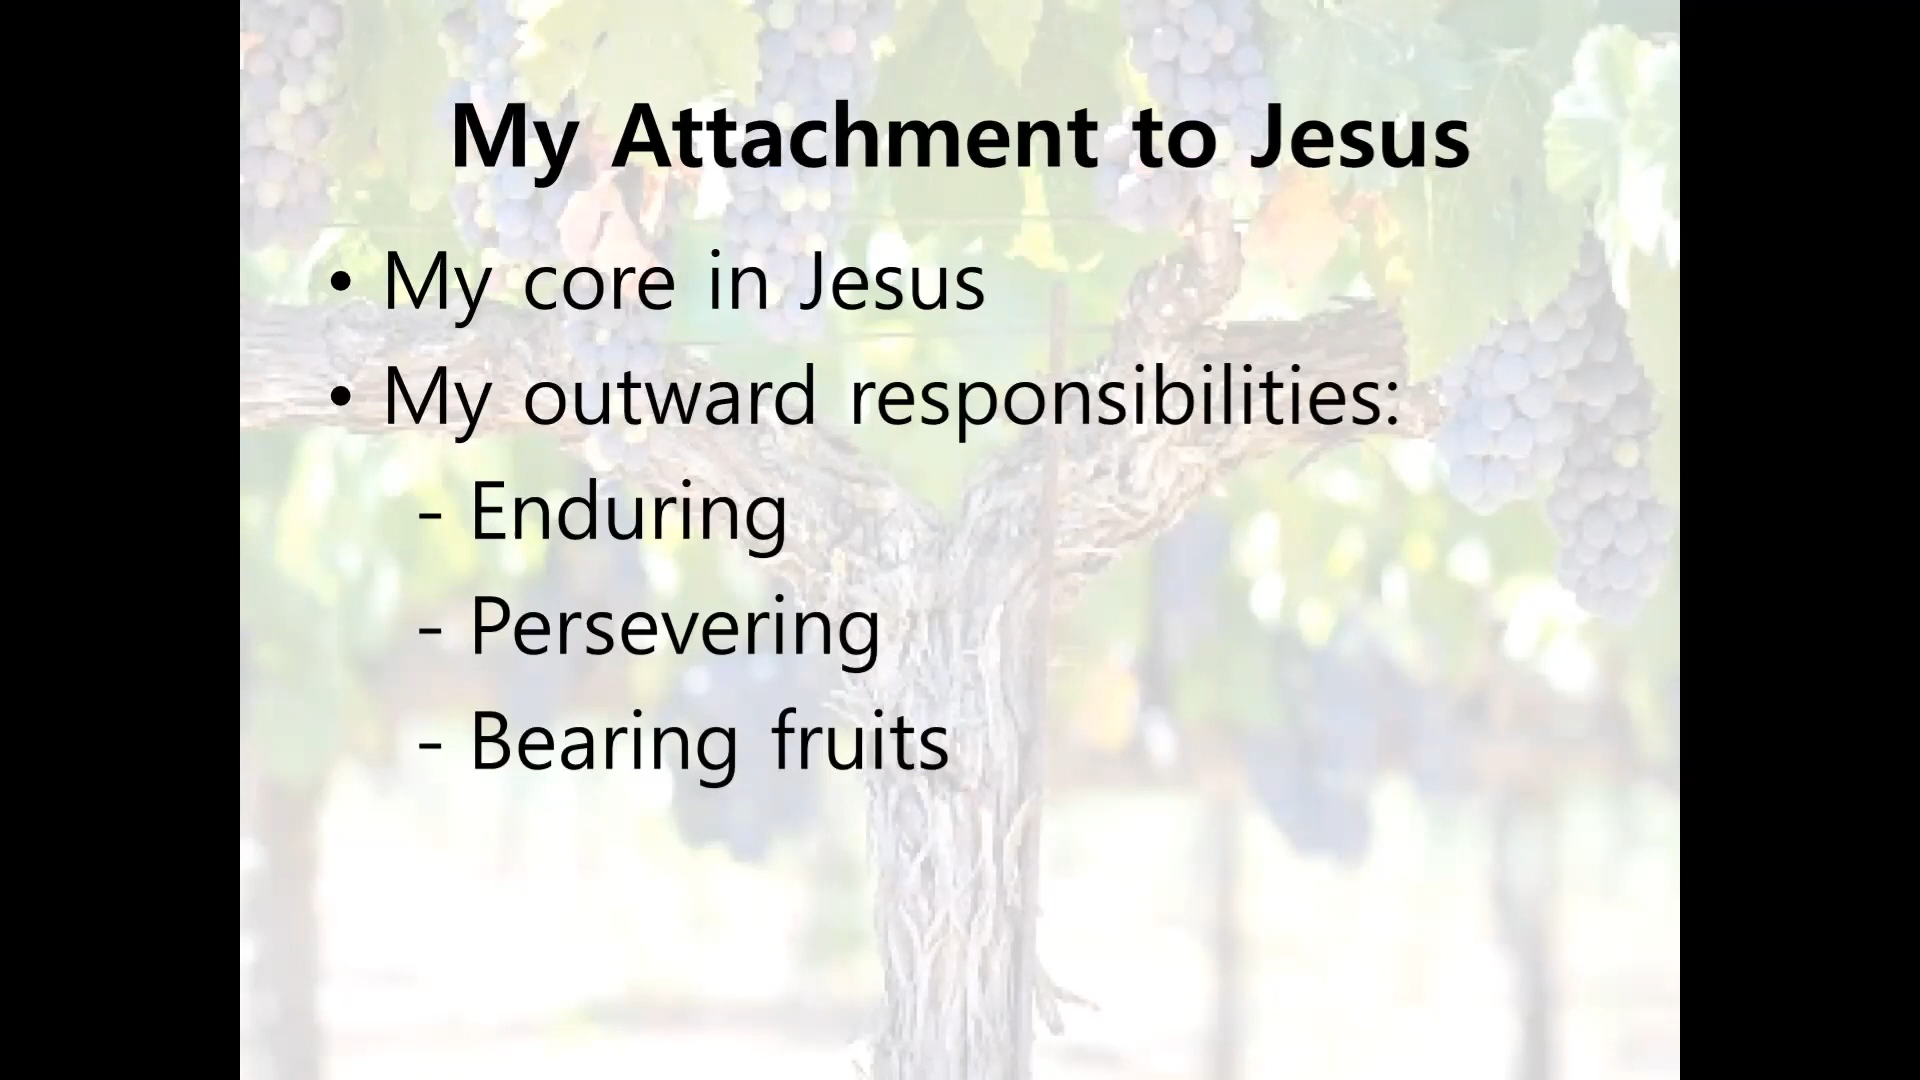 My Attachment to Jesus
• My core in Jesus
• My outward responsibilities:
- Enduring
- Persevering
- Bearing fruits